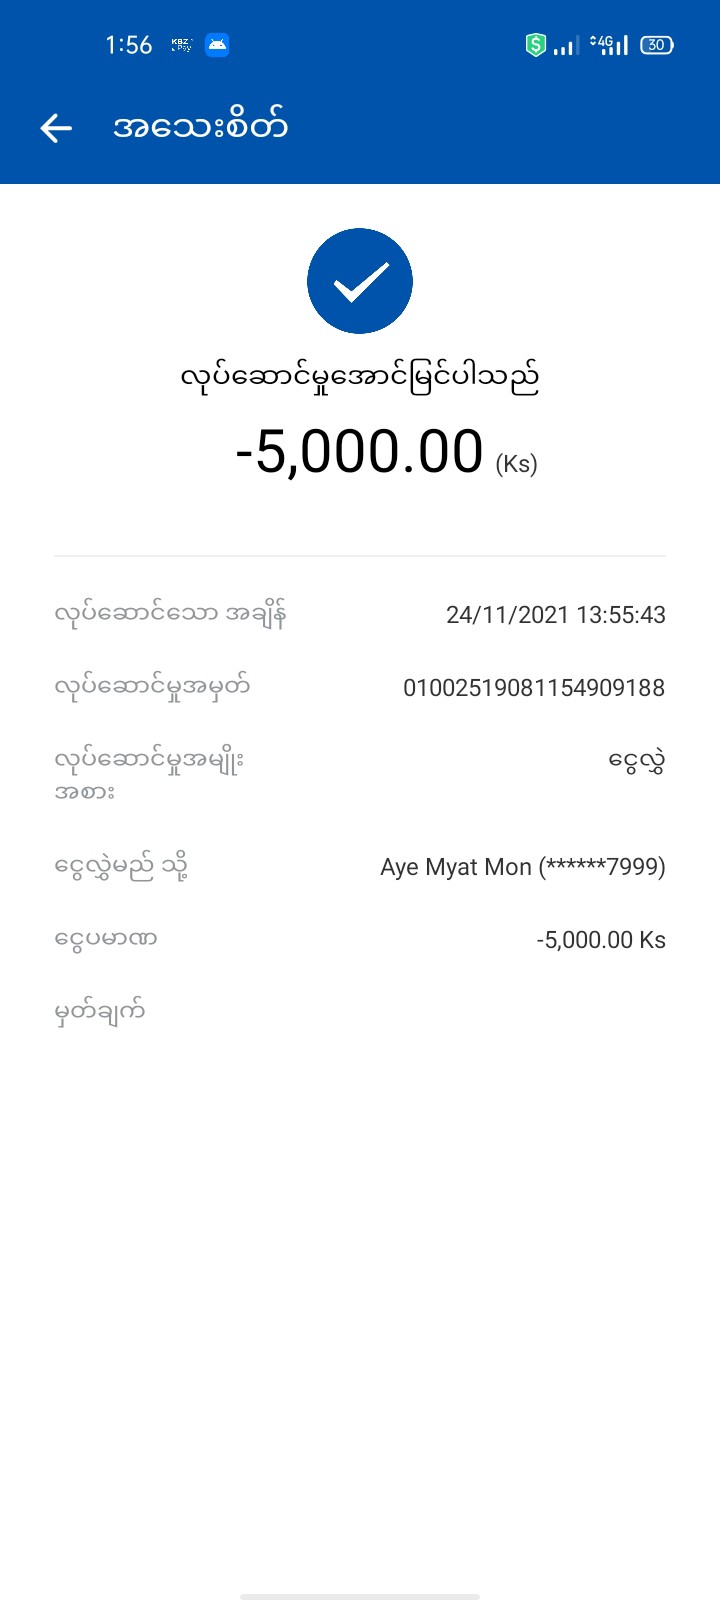 1:56 KBZ Pay 4G 30
အသေးစိတ်
လုပ်ဆောင်မှုအောင်မြင်ပါသည်
-5,000.00 (Ks)
လုပ်ဆောင်သော အချိန် 24/11/2021 13:55:43
လုပ်ဆောင်မှုအမှတ် 01002519081154909188
လုပ်ဆောင်မှုအမျိုး ငွေလွှဲ
အစား
ငွေလွှဲမည် သို့ Aye Myat Mon (******7999)
ငွေပမာဏ -5,000.00 Ks
မှတ်ချက်